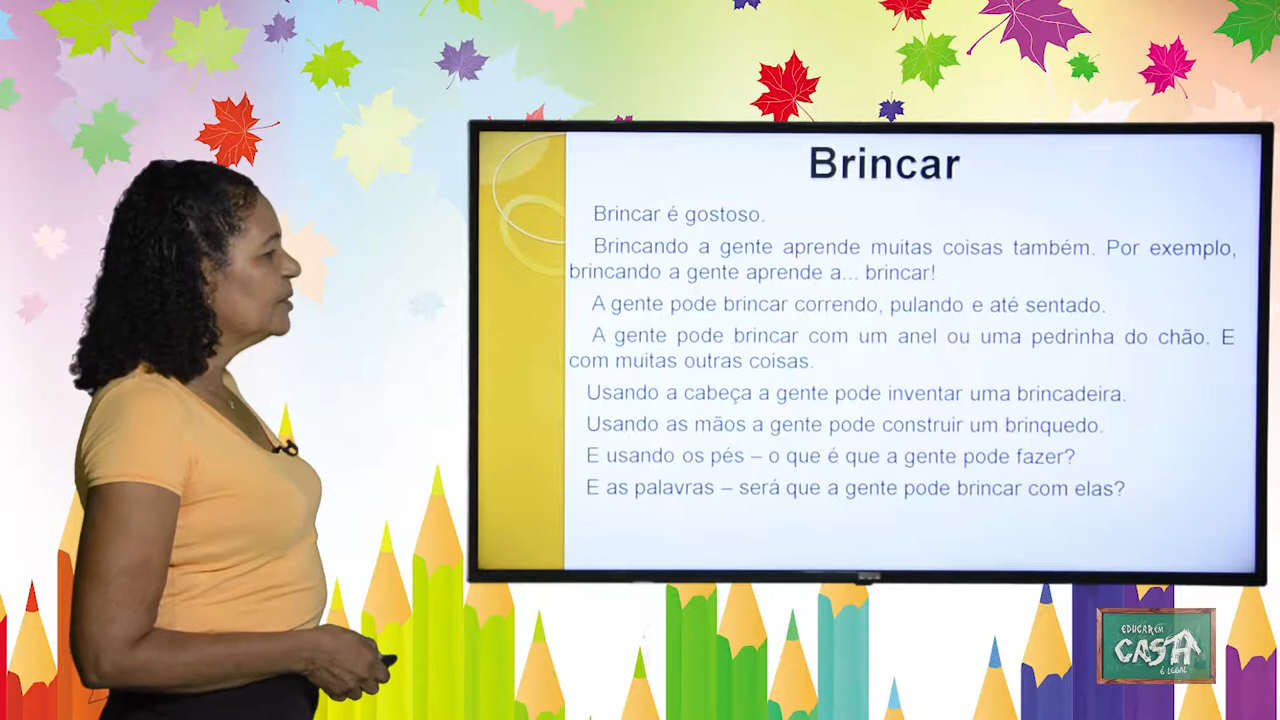 Brincar
Brincar é gostoso.
Brincando a gente aprende muitas coisas também. Por exemplo,
brincando a gente aprende a... brincar!
A gente pode brincar correndo, pulando e até sentado.
A gente pode brincar com um anel ou uma pedrinha do chão. E
com muitas outras coisas.
Usando a cabeça a gente pode inventar uma brincadeira.
Usando as mãos a gente pode construir um brinquedo.
E usando os pés – o que é que a gente pode fazer?
E as palavras – será que a gente pode brincar com elas?
EDUCAR EM
CASA
É LEGAL